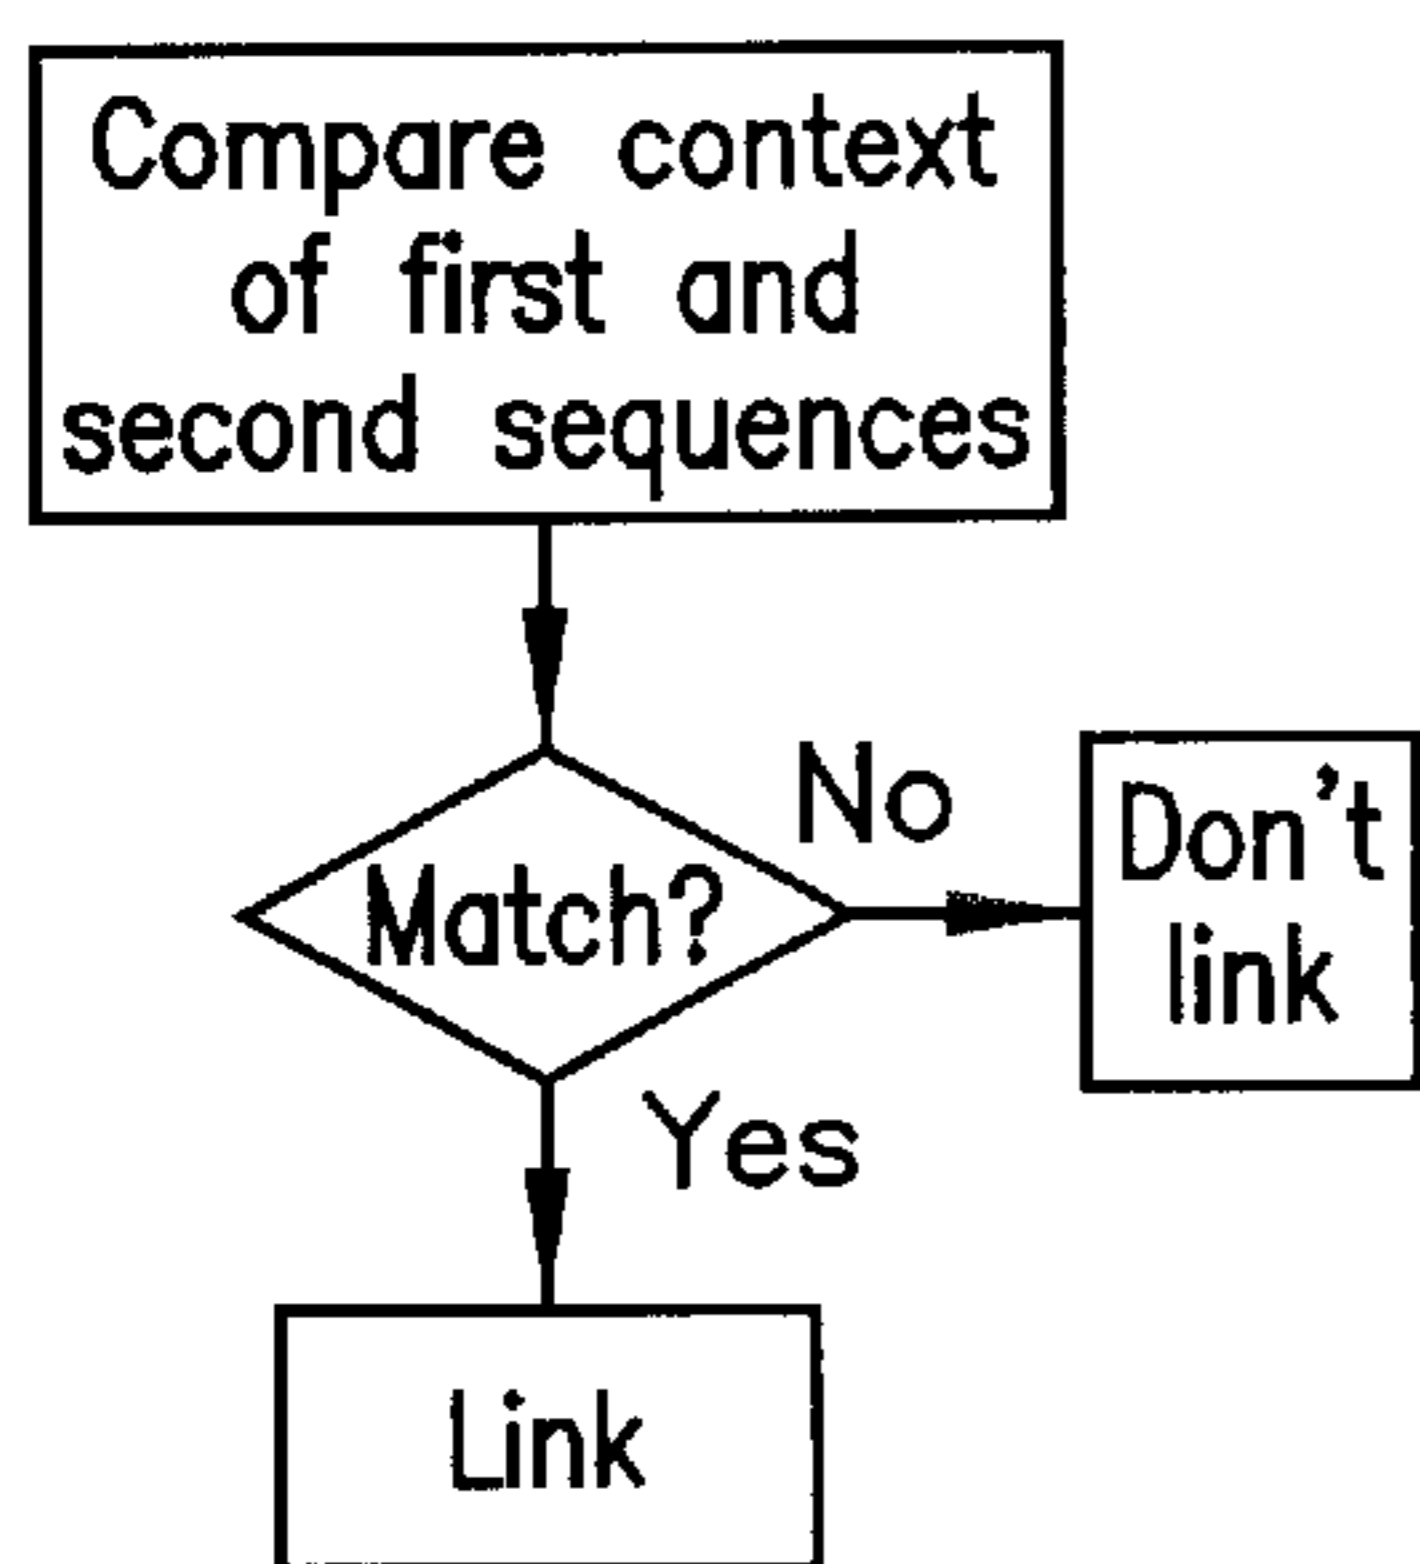 Compare context
of first and
second sequences
No
Match?
Don't
link
Yes
Link